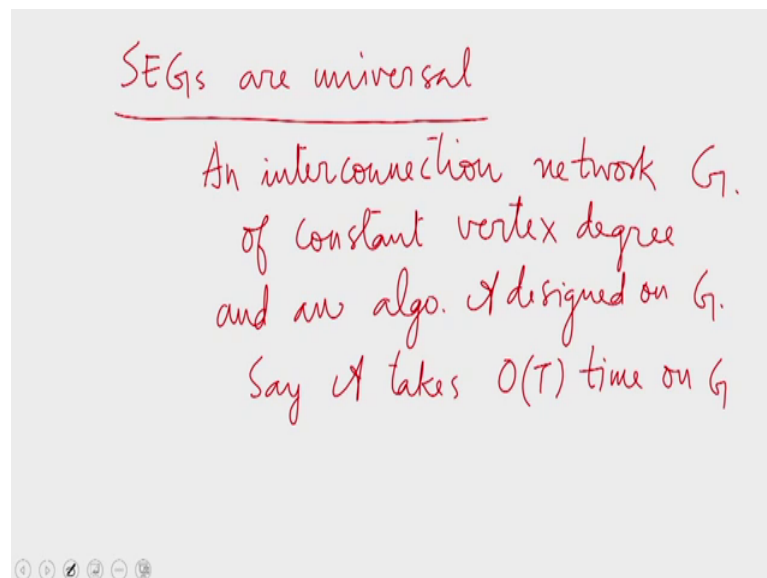 SEGs are universal
An interconnection network G.
of constant vertex degree
and an algo. A designed on G.
Say A takes O(T) time on G